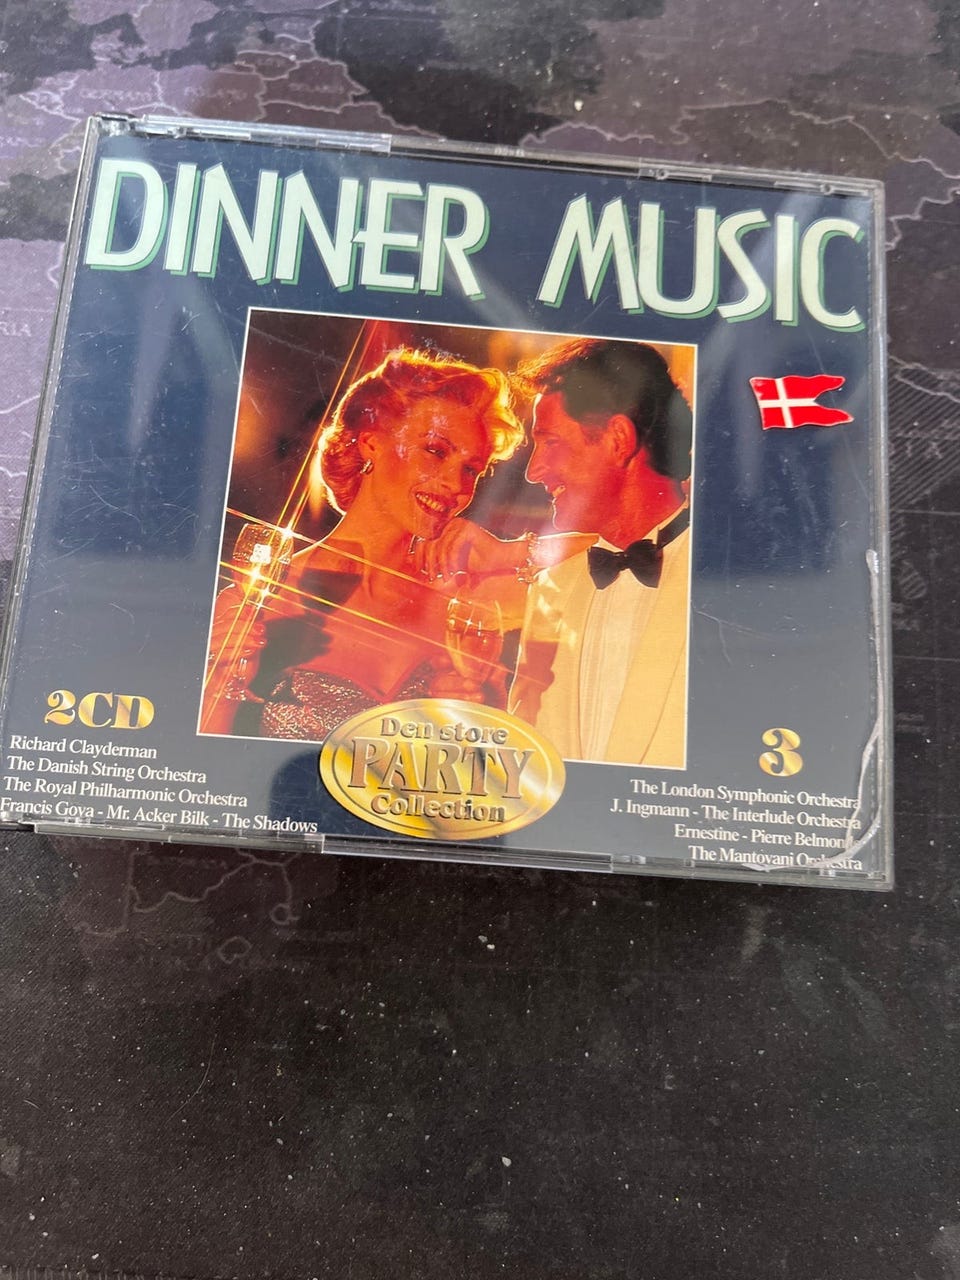 DINNER MUSIC
2CD
Richard Clayderman
The Danish String Orchestra
The Royal Philharmonic Orchestra
Francis Goya - Mr. Acker Bilk - The Shadows
Den store
PARTY
Collection
3
The London Symphonic Orchestra
J. Ingmann - The Interlude Orchestra
Ernestine - Pierre Belmonde
The Mantovani Orchestra